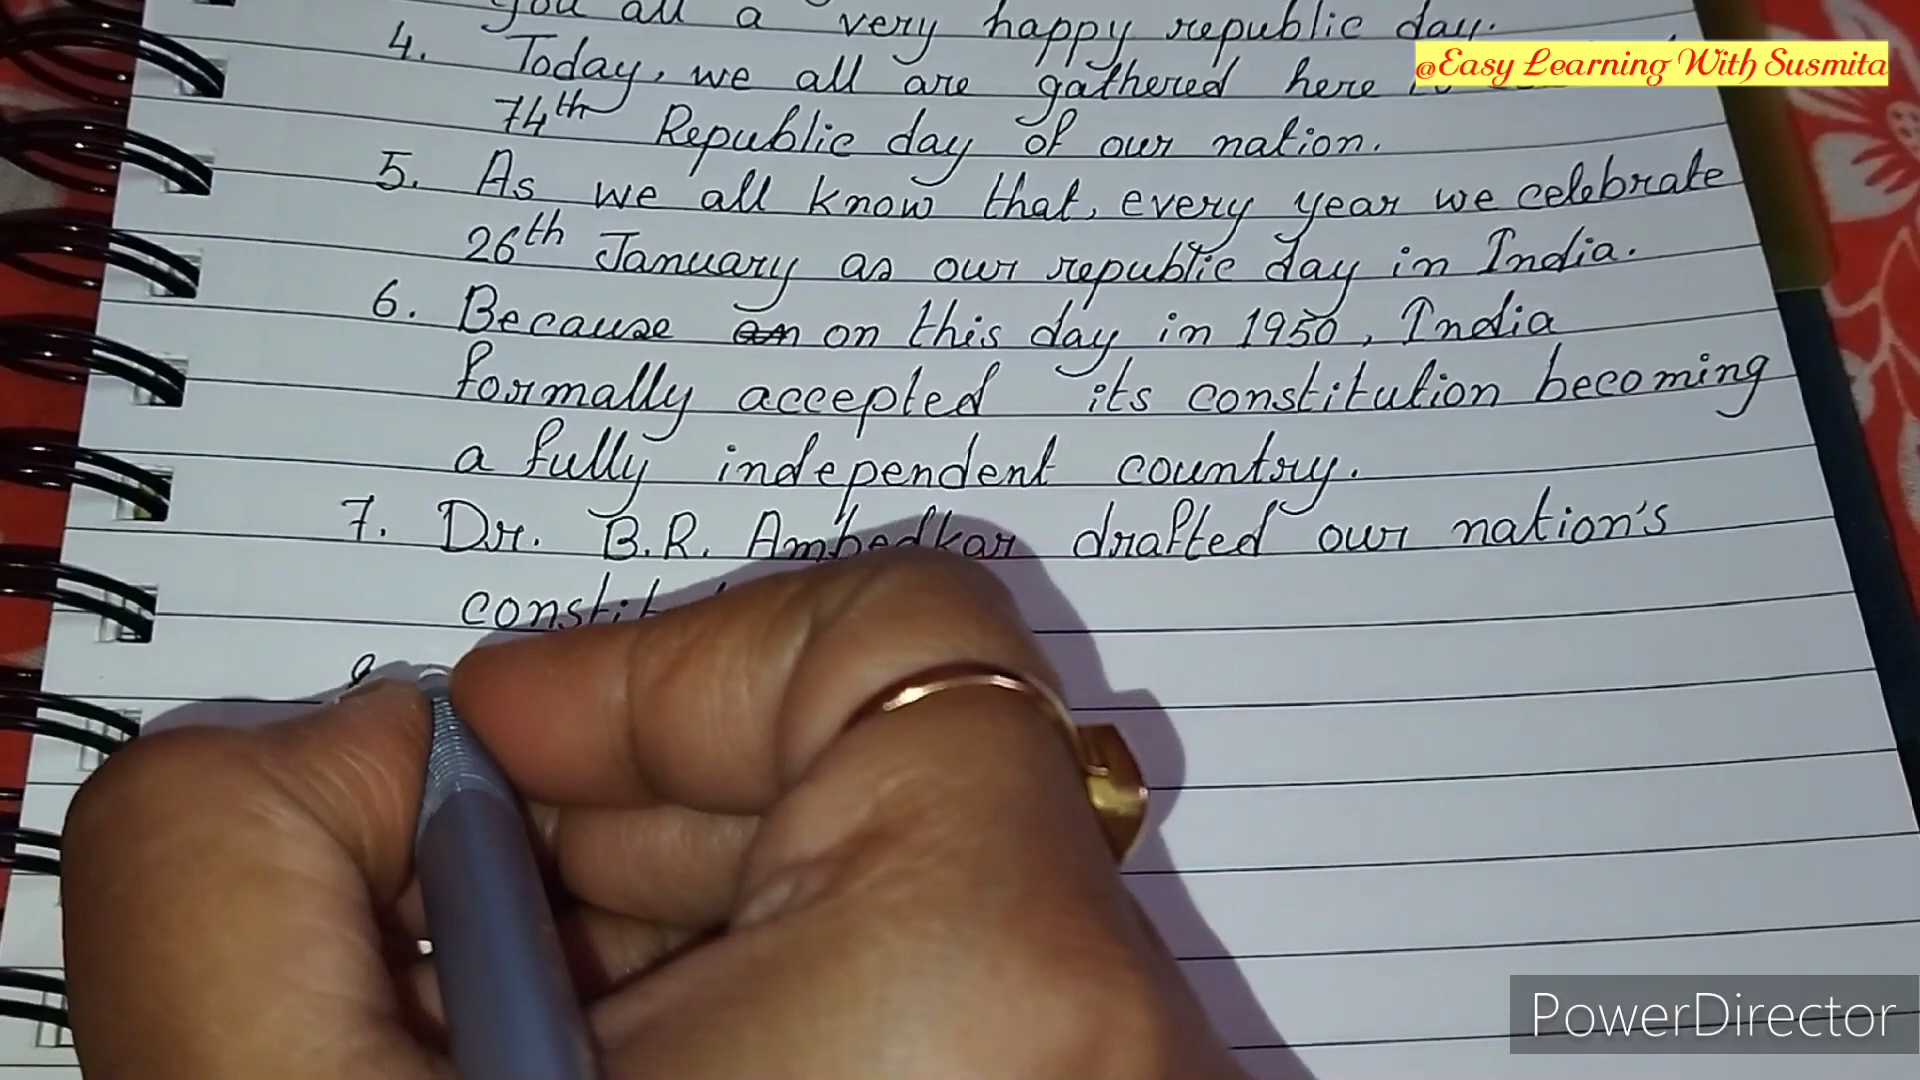 you all a very happy republic day.
@Easy Learning With Susmita
4. Today, we all are gathered here
74th Republic day of our nation.
5. As we all know that, every year we celebrate
26th January as our republic day in India.
6. Because on this day in 1950, India
formally accepted its constitution becoming
a fully independent country.
7. Dr. B.R. Ambedkar drafted our nation's
8
PowerDirector